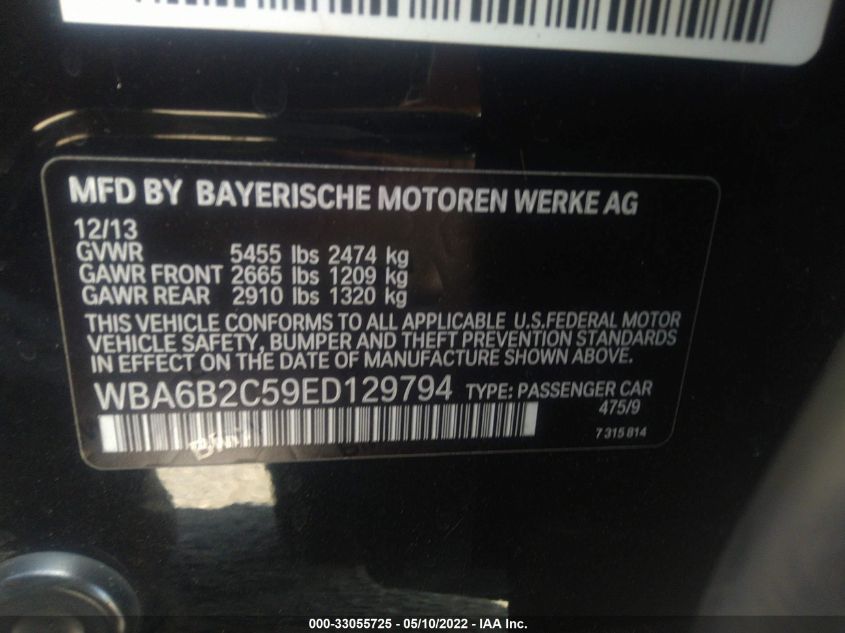 MFD BY BAYERISCHE MOTOREN WERKE AG
12/13
GVWR 5455 lbs 2474 kg
GAWR FRONT 2665 lbs 1209 kg
GAWR REAR 2910 lbs 1320 kg
THIS VEHICLE CONFORMS TO ALL APPLICABLE U.S.FEDERAL MOTOR
VEHICLE SAFETY, BUMPER AND THEFT PREVENTION STANDARDS
IN EFFECT ON THE DATE OF MANUFACTURE SHOWN ABOVE.
WBA6B2C59ED129794 TYPE: PASSENGER CAR
475/9
7 315 814
000-33055725 - 05/10/2022 - IAA Inc.